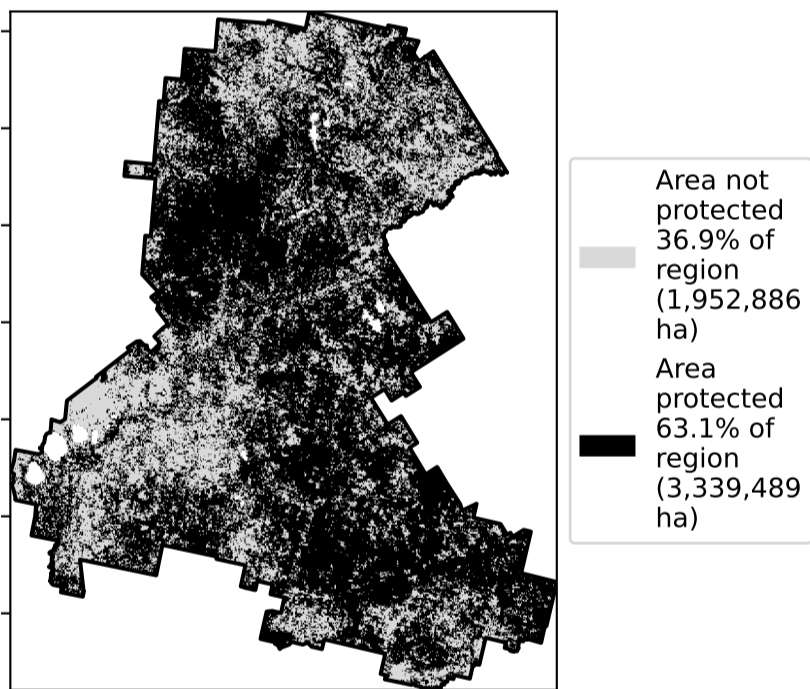 Area not
protected
36.9% of
region
(1,952,886
ha)
Area
protected
63.1% of
region
(3,339,489
ha)